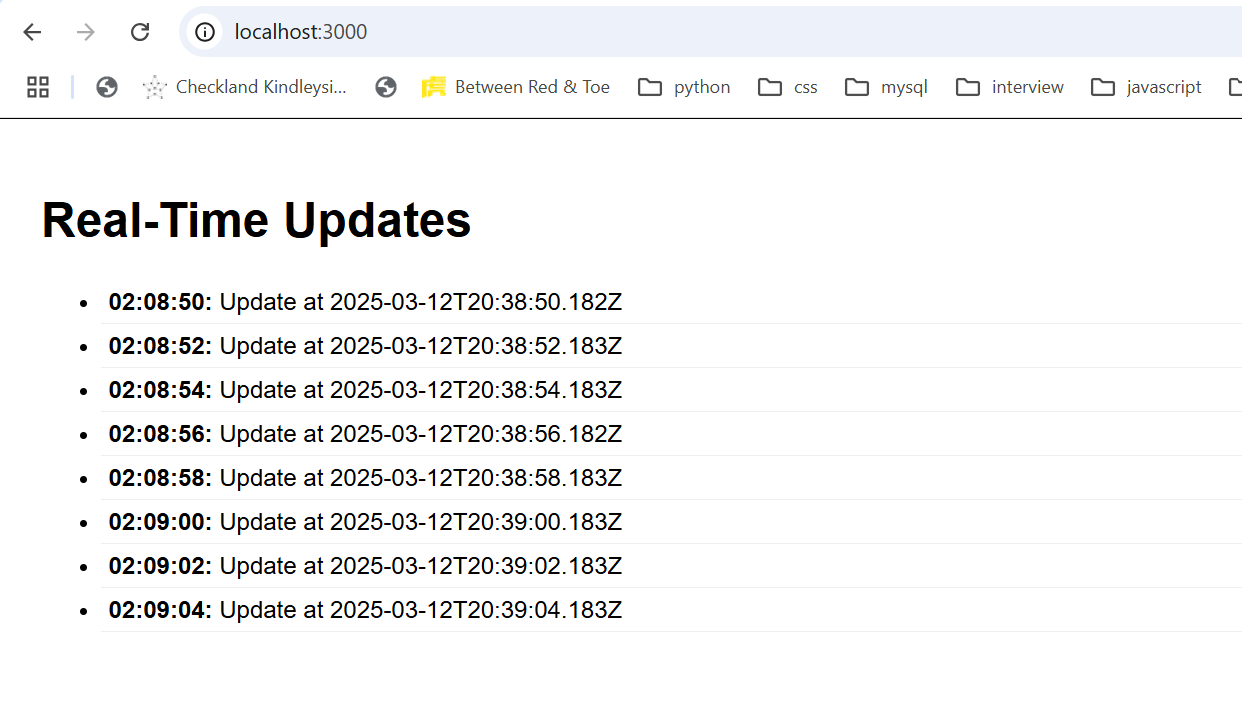 localhost:3000
Checkland Kindleysi... Between Red & Toe python css mysql interview javascript
Real-Time Updates
02:08:50: Update at 2025-03-12T20:38:50.182Z
02:08:52: Update at 2025-03-12T20:38:52.183Z
02:08:54: Update at 2025-03-12T20:38:54.183Z
02:08:56: Update at 2025-03-12T20:38:56.182Z
02:08:58: Update at 2025-03-12T20:38:58.183Z
02:09:00: Update at 2025-03-12T20:39:00.183Z
02:09:02: Update at 2025-03-12T20:39:02.183Z
02:09:04: Update at 2025-03-12T20:39:04.183Z